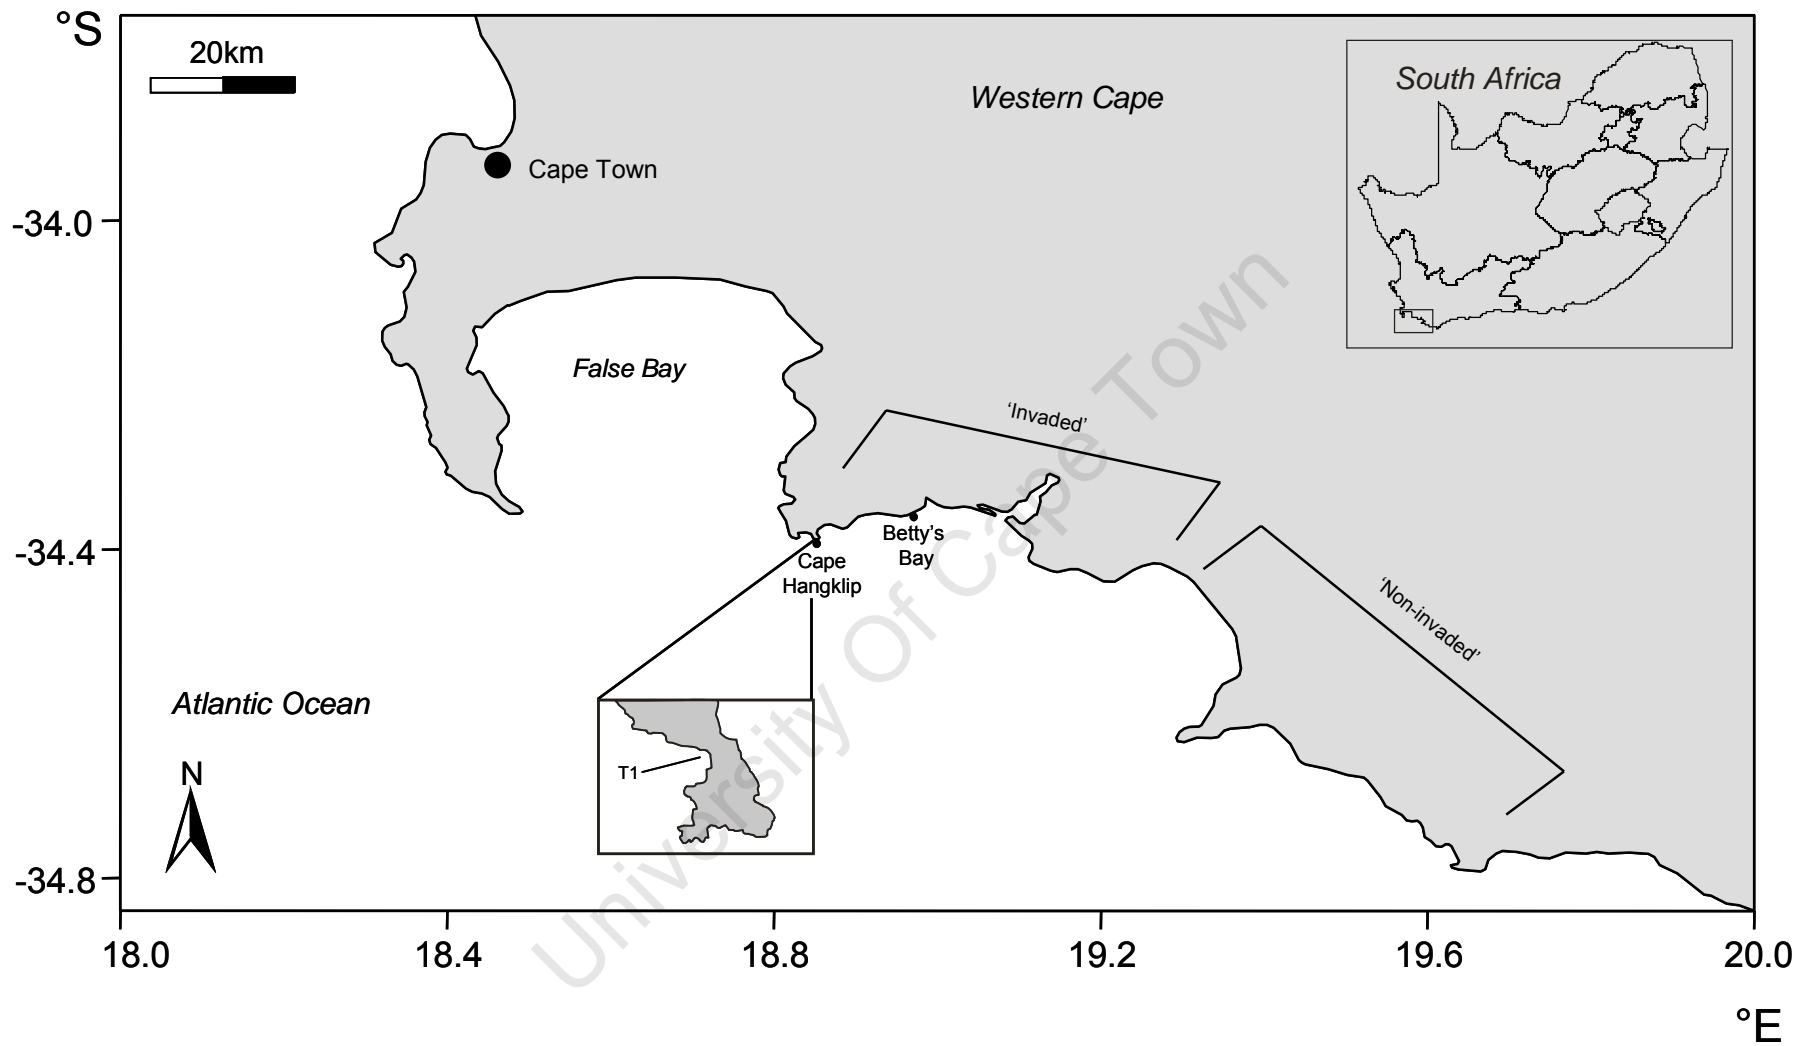 °S
20km
Western Cape
South Africa
Cape Town
-34.0
False Bay
'Invaded'
Betty's
Bay
-34.4
Cape
Hangklip
'Non-invaded'
Atlantic Ocean
T1
N
-34.8
18.0
18.4
18.8
19.2
19.6
20.0
°E
University Of Cape Town